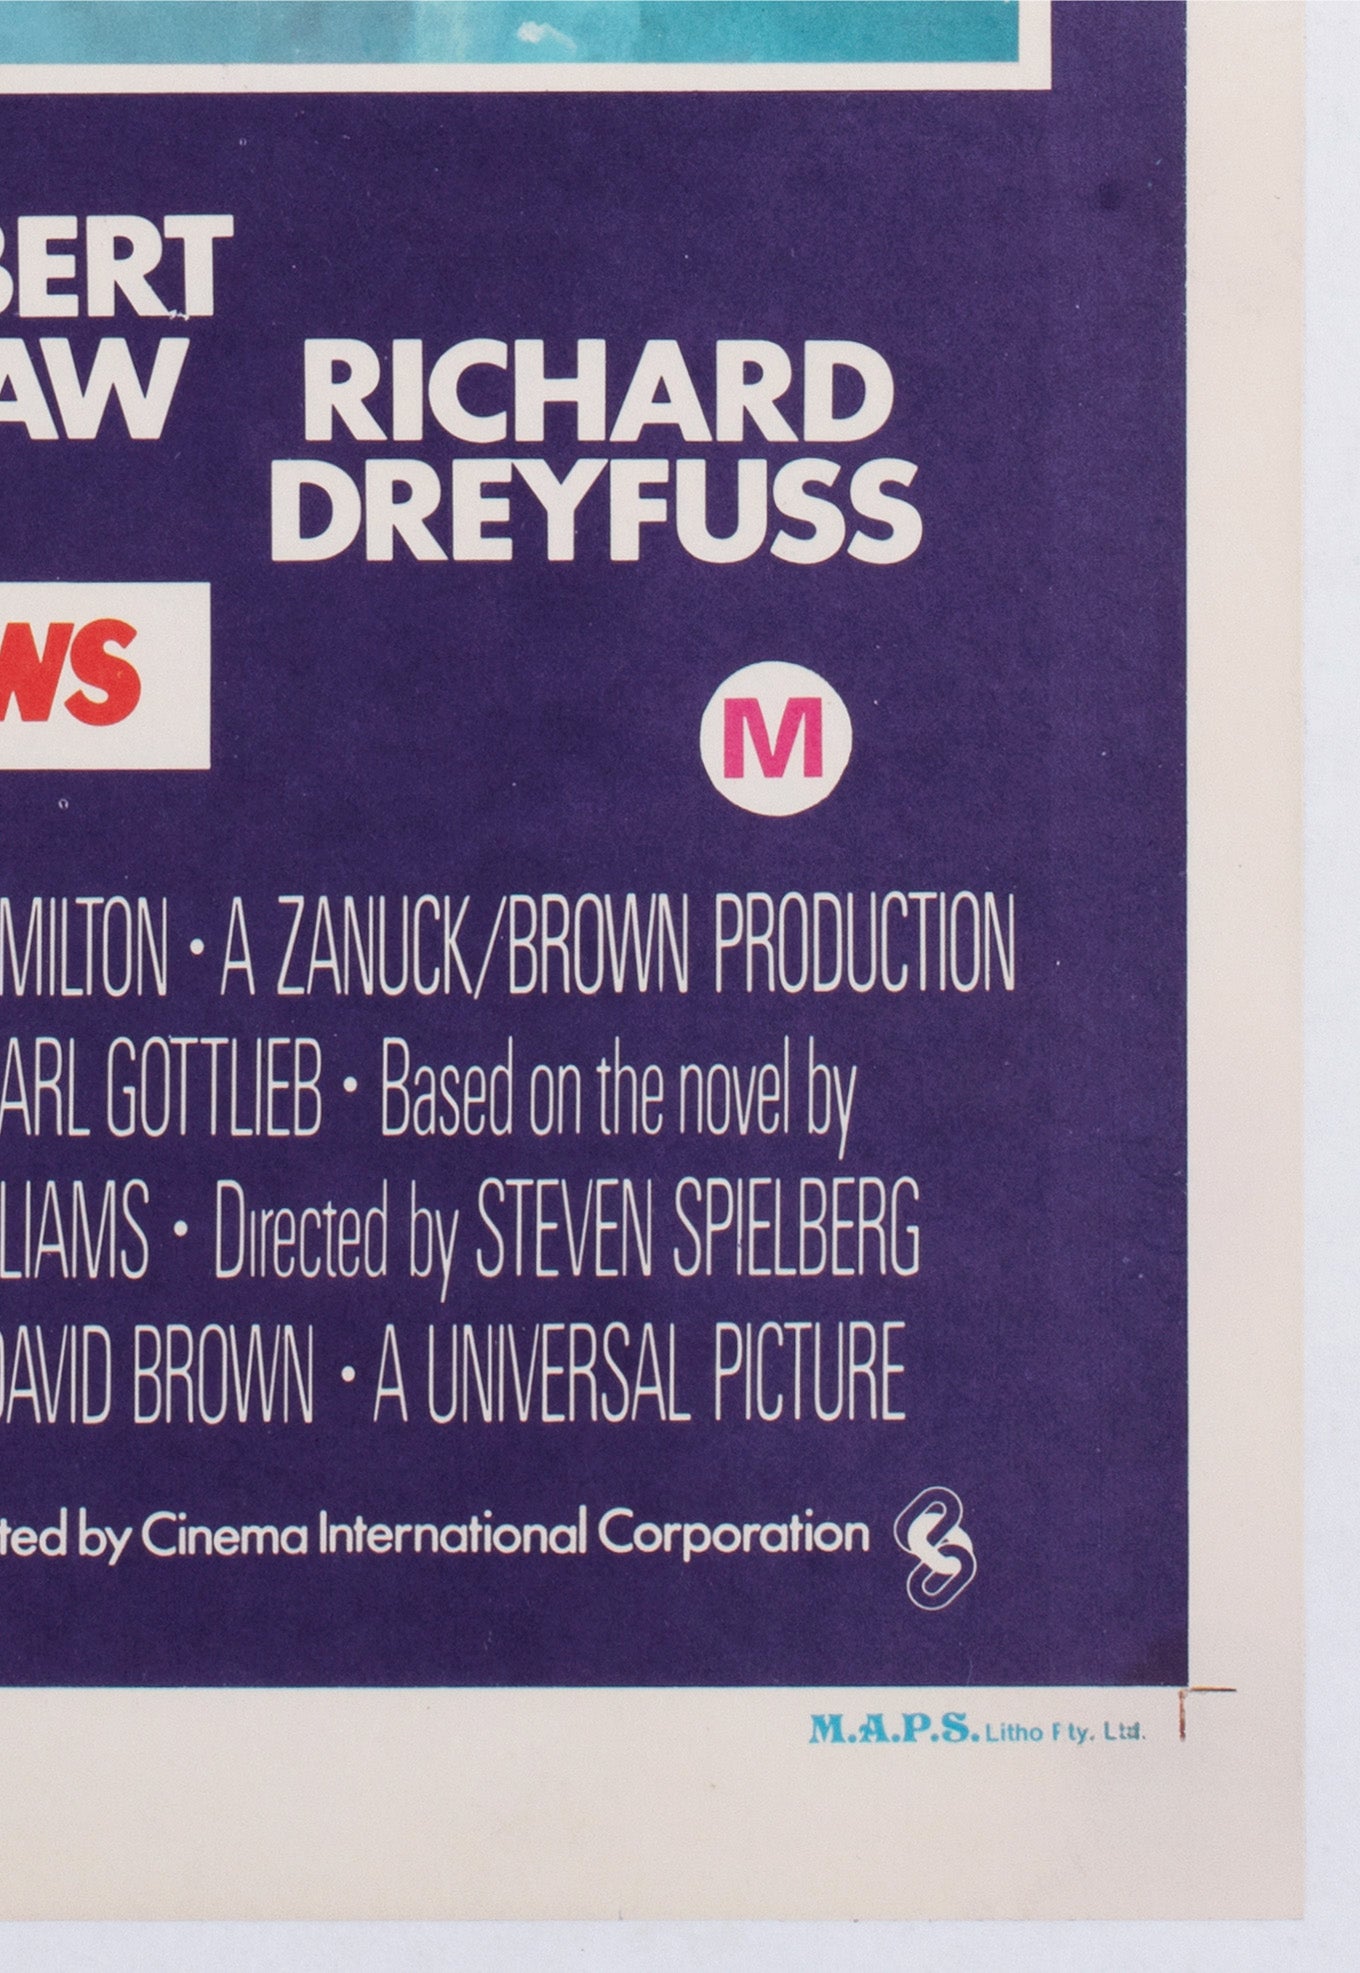 BERT
AW
RICHARD
DREYFUSS
WS
M
MILTON • A ZANUCK/BROWN PRODUCTION
ARL GOTTLIEB • Based on the novel by
LIAMS • Directed by STEVEN SPIELBERG
DAVID BROWN • A UNIVERSAL PICTURE
ted by Cinema International Corporation
M.A.P.S. Litho Pty. Ltd.